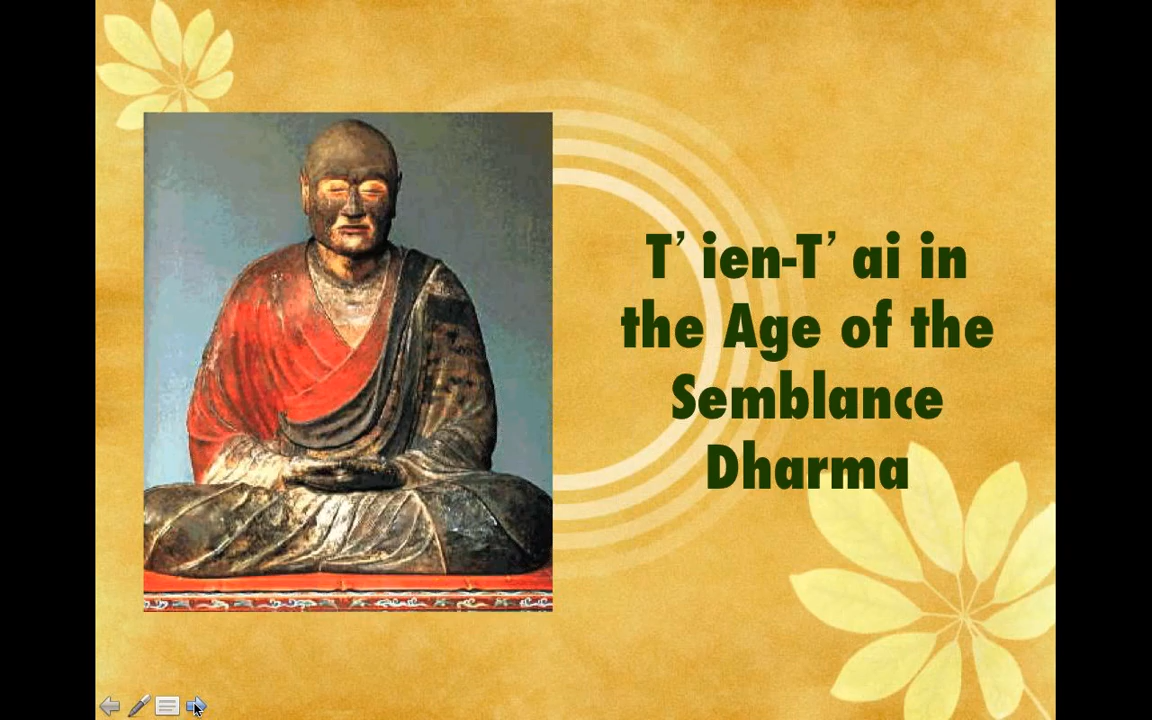 T’ien-T’ai in
the Age of the
Semblance
Dharma